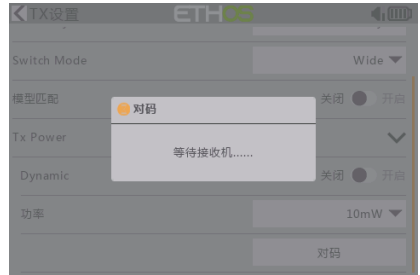 TX设置
ETHOS
Switch Mode
Wide
模型匹配
关闭 开启
对码
等待接收机......
Tx Power
Dynamic
关闭 开启
功率
10mW
对码